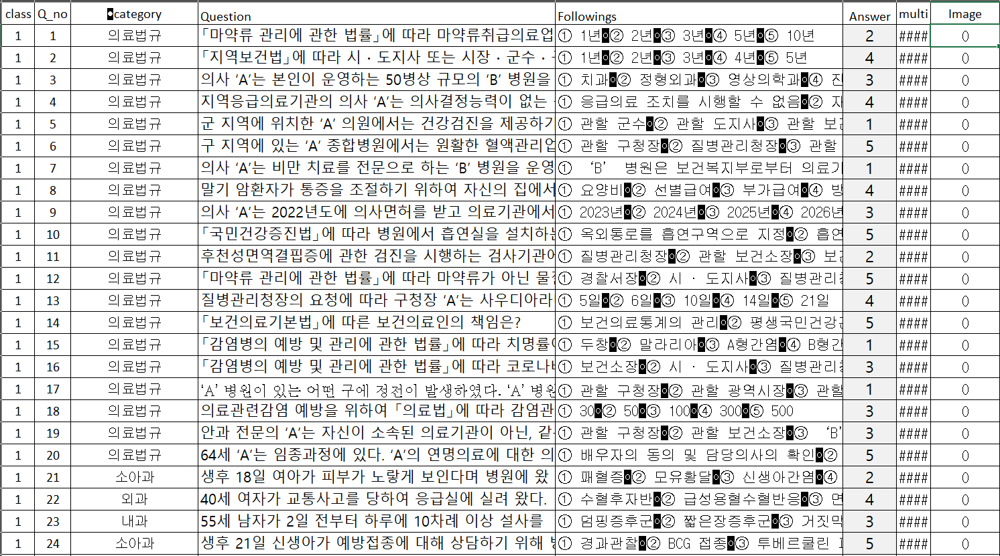 class Q_no ◘category Question Followings Answer multi Image
1 1 의료법규 「마약류 관리에 관한 법률」에 따라 마약류취급의료업 ① 1년◘② 2년◘③ 3년◘④ 5년◘⑤ 10년 2 #### 0
1 2 의료법규 「지역보건법」에 따라 시ㆍ도지사 또는 시장ㆍ군수ㆍ ① 1년◘② 2년◘③ 3년◘④ 4년◘⑤ 5년 4 #### 0
1 3 의료법규 의사 ‘A’는 본인이 운영하는 50병상 규모의 ‘B’ 병원을 ① 치과◘② 정형외과◘③ 영상의학과◘④ 진 3 #### 0
1 4 의료법규 지역응급의료기관의 의사 ‘A’는 의사결정능력이 없는 ① 응급의료 조치를 시행할 수 없음◘② 자 4 #### 0
1 5 의료법규 군 지역에 위치한 ‘A’ 의원에서는 건강검진을 제공하기 ① 관할 군수◘② 관할 도지사◘③ 관할 보건 1 #### 0
1 6 의료법규 구 지역에 있는 ‘A’ 종합병원에서는 원활한 혈액관리업 ① 관할 구청장◘② 질병관리청장◘③ 관할 5 #### 0
1 7 의료법규 의사 ‘A’는 비만 치료를 전문으로 하는 ‘B’ 병원을 운영 ① ‘B’ 병원은 보건복지부로부터 의료기 1 #### 0
1 8 의료법규 말기 암환자가 통증을 조절하기 위하여 자신의 집에서 ① 요양비◘② 선별급여◘③ 부가급여◘④ 방 4 #### 0
1 9 의료법규 의사 ‘A’는 2022년도에 의사면허를 받고 의료기관에서 ① 2023년◘② 2024년◘③ 2025년◘④ 2026년 3 #### 0
1 10 의료법규 「국민건강증진법」에 따라 병원에서 흡연실을 설치하는 ① 옥외통로를 흡연구역으로 지정◘② 흡연 5 #### 0
1 11 의료법규 후천성면역결핍증에 관한 검진을 시행하는 검사기관에 ① 질병관리청장◘② 관할 보건소장◘③ 보건 2 #### 0
1 12 의료법규 「마약류 관리에 관한 법률」에 따라 마약류가 아닌 물질 ① 경찰서장◘② 시ㆍ도지사◘③ 질병관리청 5 #### 0
1 13 의료법규 질병관리청장의 요청에 따라 구청장 ‘A’는 사우디아라 ① 5일◘② 6일◘③ 10일◘④ 14일◘⑤ 21일 4 #### 0
1 14 의료법규 「보건의료기본법」에 따른 보건의료인의 책임은? ① 보건의료통계의 관리◘② 평생국민건강관 5 #### 0
1 15 의료법규 「감염병의 예방 및 관리에 관한 법률」에 따라 치명률이 ① 두창◘② 말라리아◘③ A형간염◘④ B형간 1 #### 0
1 16 의료법규 「감염병의 예방 및 관리에 관한 법률」에 따라 코로나바 ① 보건소장◘② 시ㆍ도지사◘③ 질병관리청 3 #### 0
1 17 의료법규 ‘A’ 병원이 있는 어떤 구에 정전이 발생하였다. ‘A’ 병원 ① 관할 구청장◘② 관할 광역시장◘③ 관할 1 #### 0
1 18 의료법규 의료관련감염 예방을 위하여 「의료법」에 따라 감염관 ① 30◘② 50◘③ 100◘④ 300◘⑤ 500 3 #### 0
1 19 의료법규 안과 전문의 ‘A’는 자신이 소속된 의료기관이 아닌, 같 ① 관할 구청장◘② 관할 보건소장◘③ ‘B’ 3 #### 0
1 20 의료법규 64세 ‘A’는 임종과정에 있다. ‘A’의 연명의료에 대한 의 ① 배우자의 동의 및 담당의사의 확인◘② 5 #### 0
1 21 소아과 생후 18일 여아가 피부가 노랗게 보인다며 병원에 왔 ① 패혈증◘② 모유황달◘③ 신생아간염◘④ 2 #### 0
1 22 외과 40세 여자가 교통사고를 당하여 응급실에 실려 왔다. ① 수혈후자반◘② 급성용혈수혈반응◘③ 면 4 #### 0
1 23 내과 55세 남자가 2일 전부터 하루에 10차례 이상 설사를 ① 덤핑증후군◘② 짧은장증후군◘③ 거짓막 3 #### 0
1 24 소아과 생후 21일 신생아가 예방접종에 대해 상담하기 위해 병 ① 경과관찰◘② BCG 접종◘③ 투베르쿨린 5 #### 0